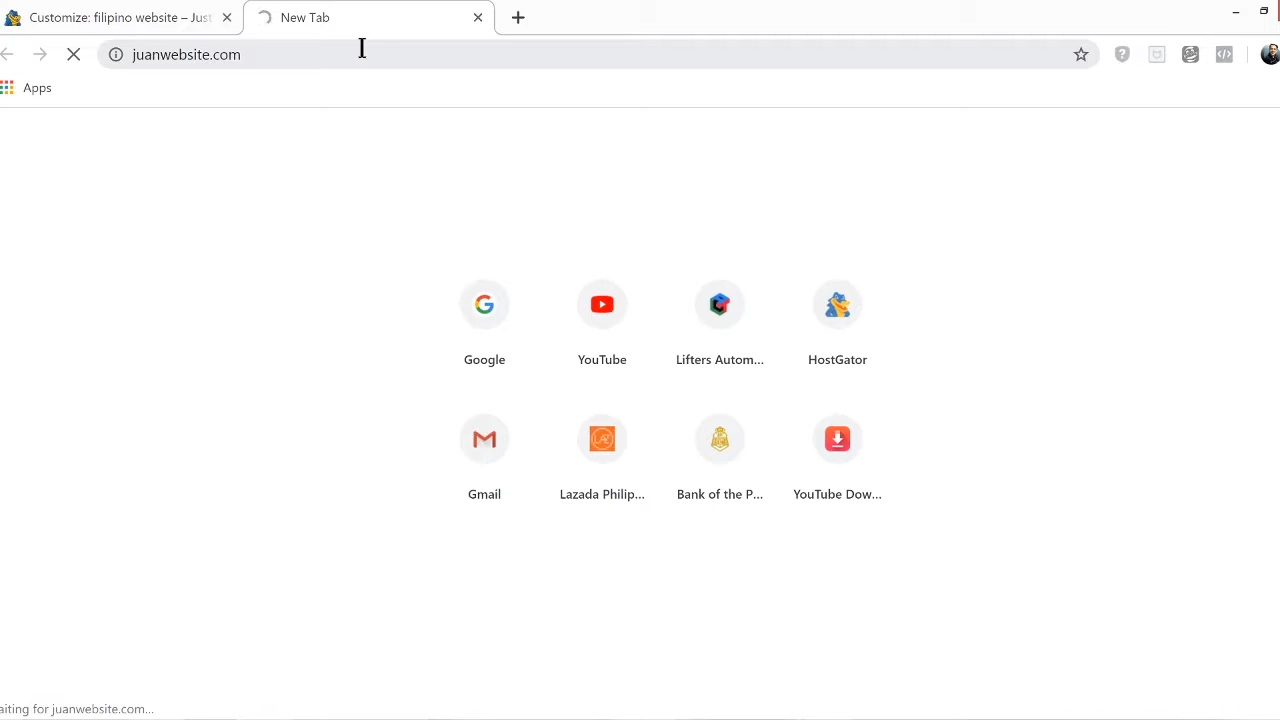 Customize: filipino website – Just
New Tab
juanwebsite.com
Apps
Google
YouTube
Lifters Autom...
HostGator
Gmail
Lazada Philip...
Bank of the P...
YouTube Dow...
aiting for juanwebsite.com...